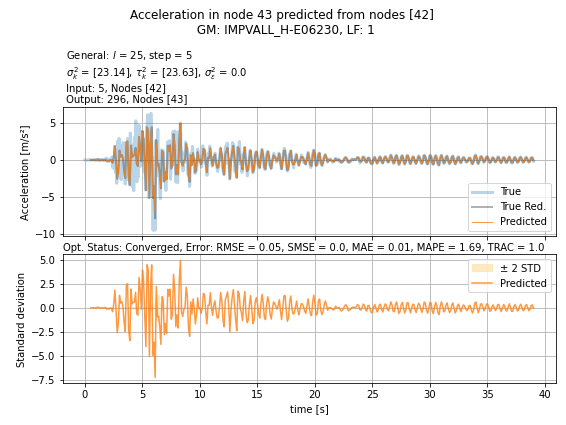 Acceleration in node 43 predicted from nodes [42]
GM: IMPVALL_H-E06230, LF: 1
General: l = 25, step = 5
σ²ₖ = [23.14], τ²ₖ = [23.63], σ²ε = 0.0
Input: 5, Nodes [42]
Output: 296, Nodes [43]
5
0
−5
−10
Acceleration [m/s²]
True
True Red.
Predicted
Opt. Status: Converged, Error: RMSE = 0.05, SMSE = 0.0, MAE = 0.01, MAPE = 1.69, TRAC = 1.0
5.0
2.5
0.0
−2.5
−5.0
−7.5
Standard deviation
± 2 STD
Predicted
0 5 10 15 20 25 30 35 40
time [s]